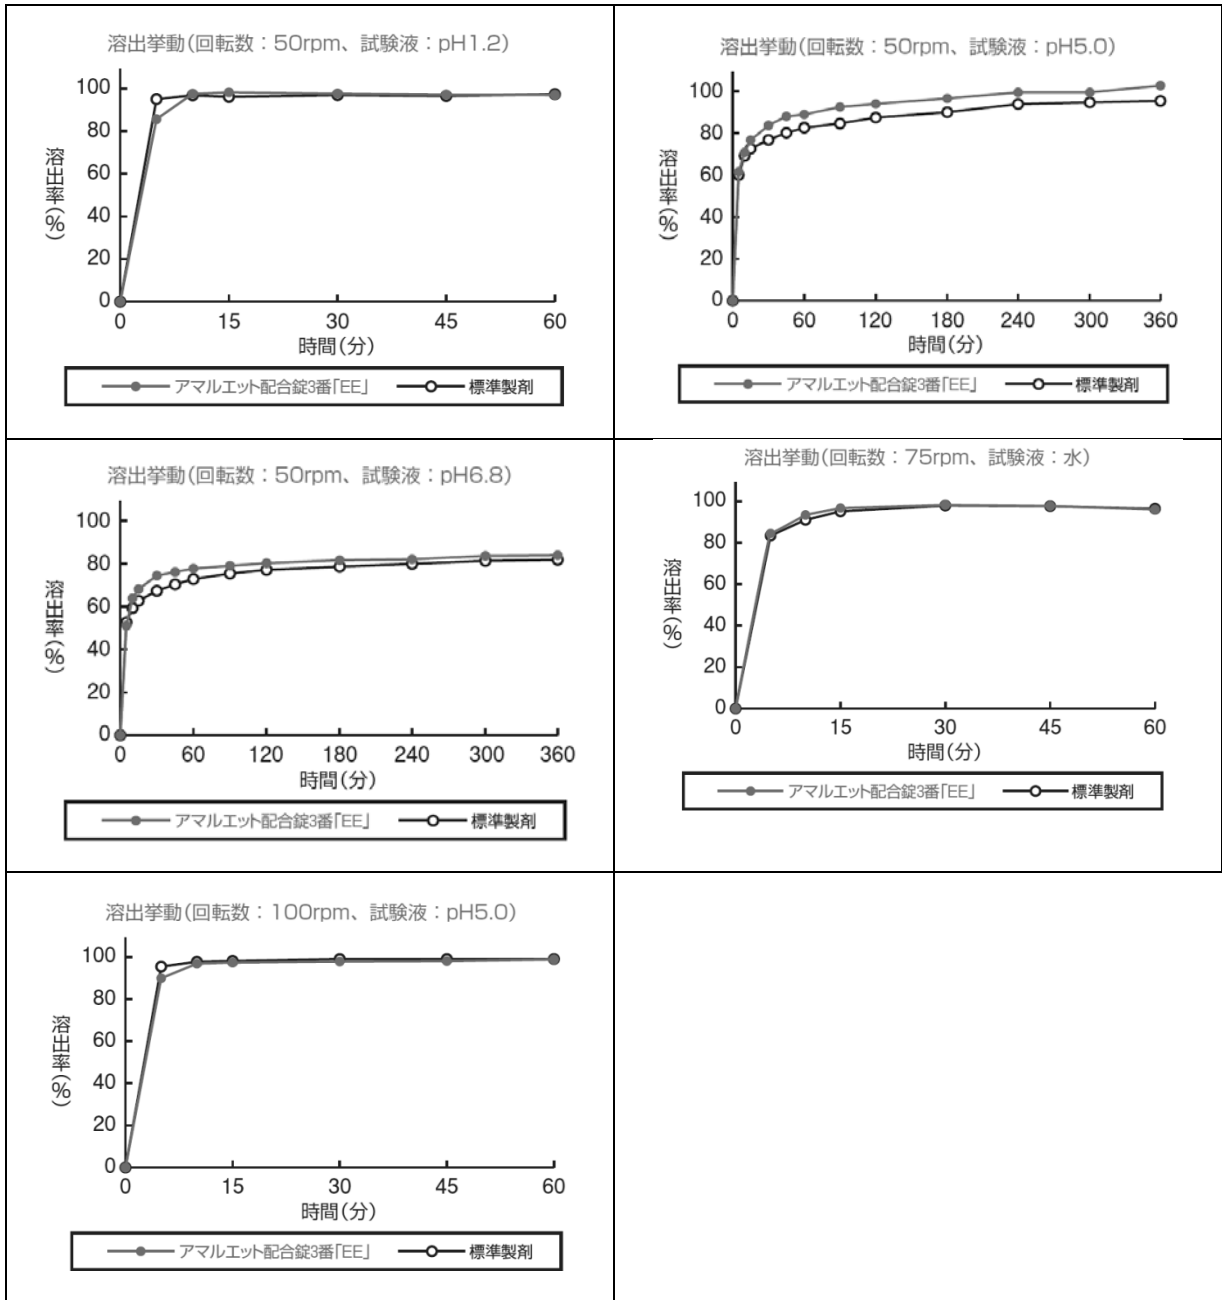 溶出挙動(回転数：50rpm、試験液：pH1.2)
100
80
60
40
20
0
溶出率(%)
0 15 30 45 60
時間(分)
アマルエット配合錠3番「EE」 標準製剤
溶出挙動(回転数：50rpm、試験液：pH5.0)
100
80
60
40
20
0
溶出率(%)
0 60 120 180 240 300 360
時間(分)
アマルエット配合錠3番「EE」 標準製剤
溶出挙動(回転数：50rpm、試験液：pH6.8)
100
80
60
40
20
0
溶出率(%)
0 60 120 180 240 300 360
時間(分)
アマルエット配合錠3番「EE」 標準製剤
溶出挙動(回転数：75rpm、試験液：水)
100
80
60
40
20
0
溶出率(%)
0 15 30 45 60
時間(分)
アマルエット配合錠3番「EE」 標準製剤
溶出挙動(回転数：100rpm、試験液：pH5.0)
100
80
60
40
20
0
溶出率(%)
0 15 30 45 60
時間(分)
アマルエット配合錠3番「EE」 標準製剤